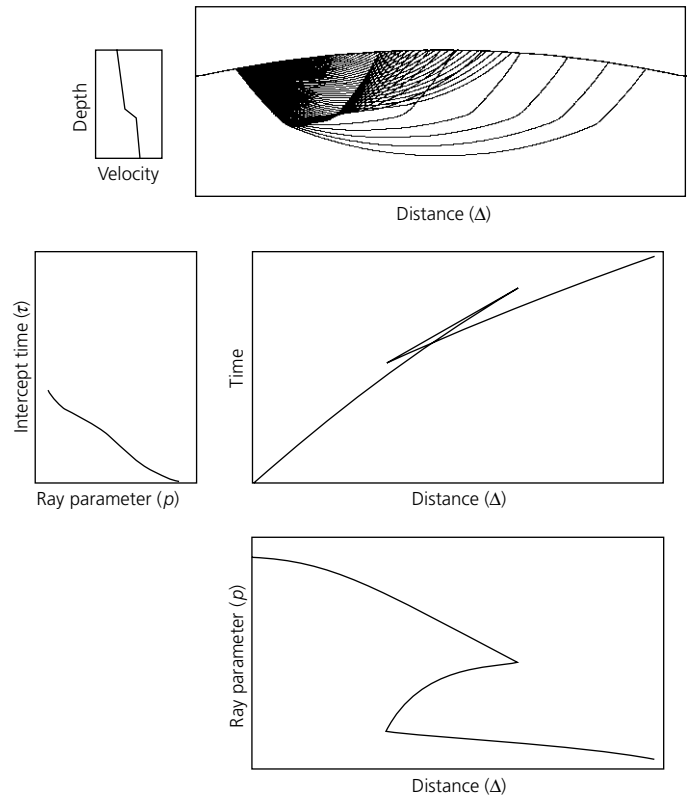 Depth
Velocity
Distance (Δ)
Intercept time (τ)
Ray parameter (p)
Time
Distance (Δ)
Ray parameter (p)
Distance (Δ)